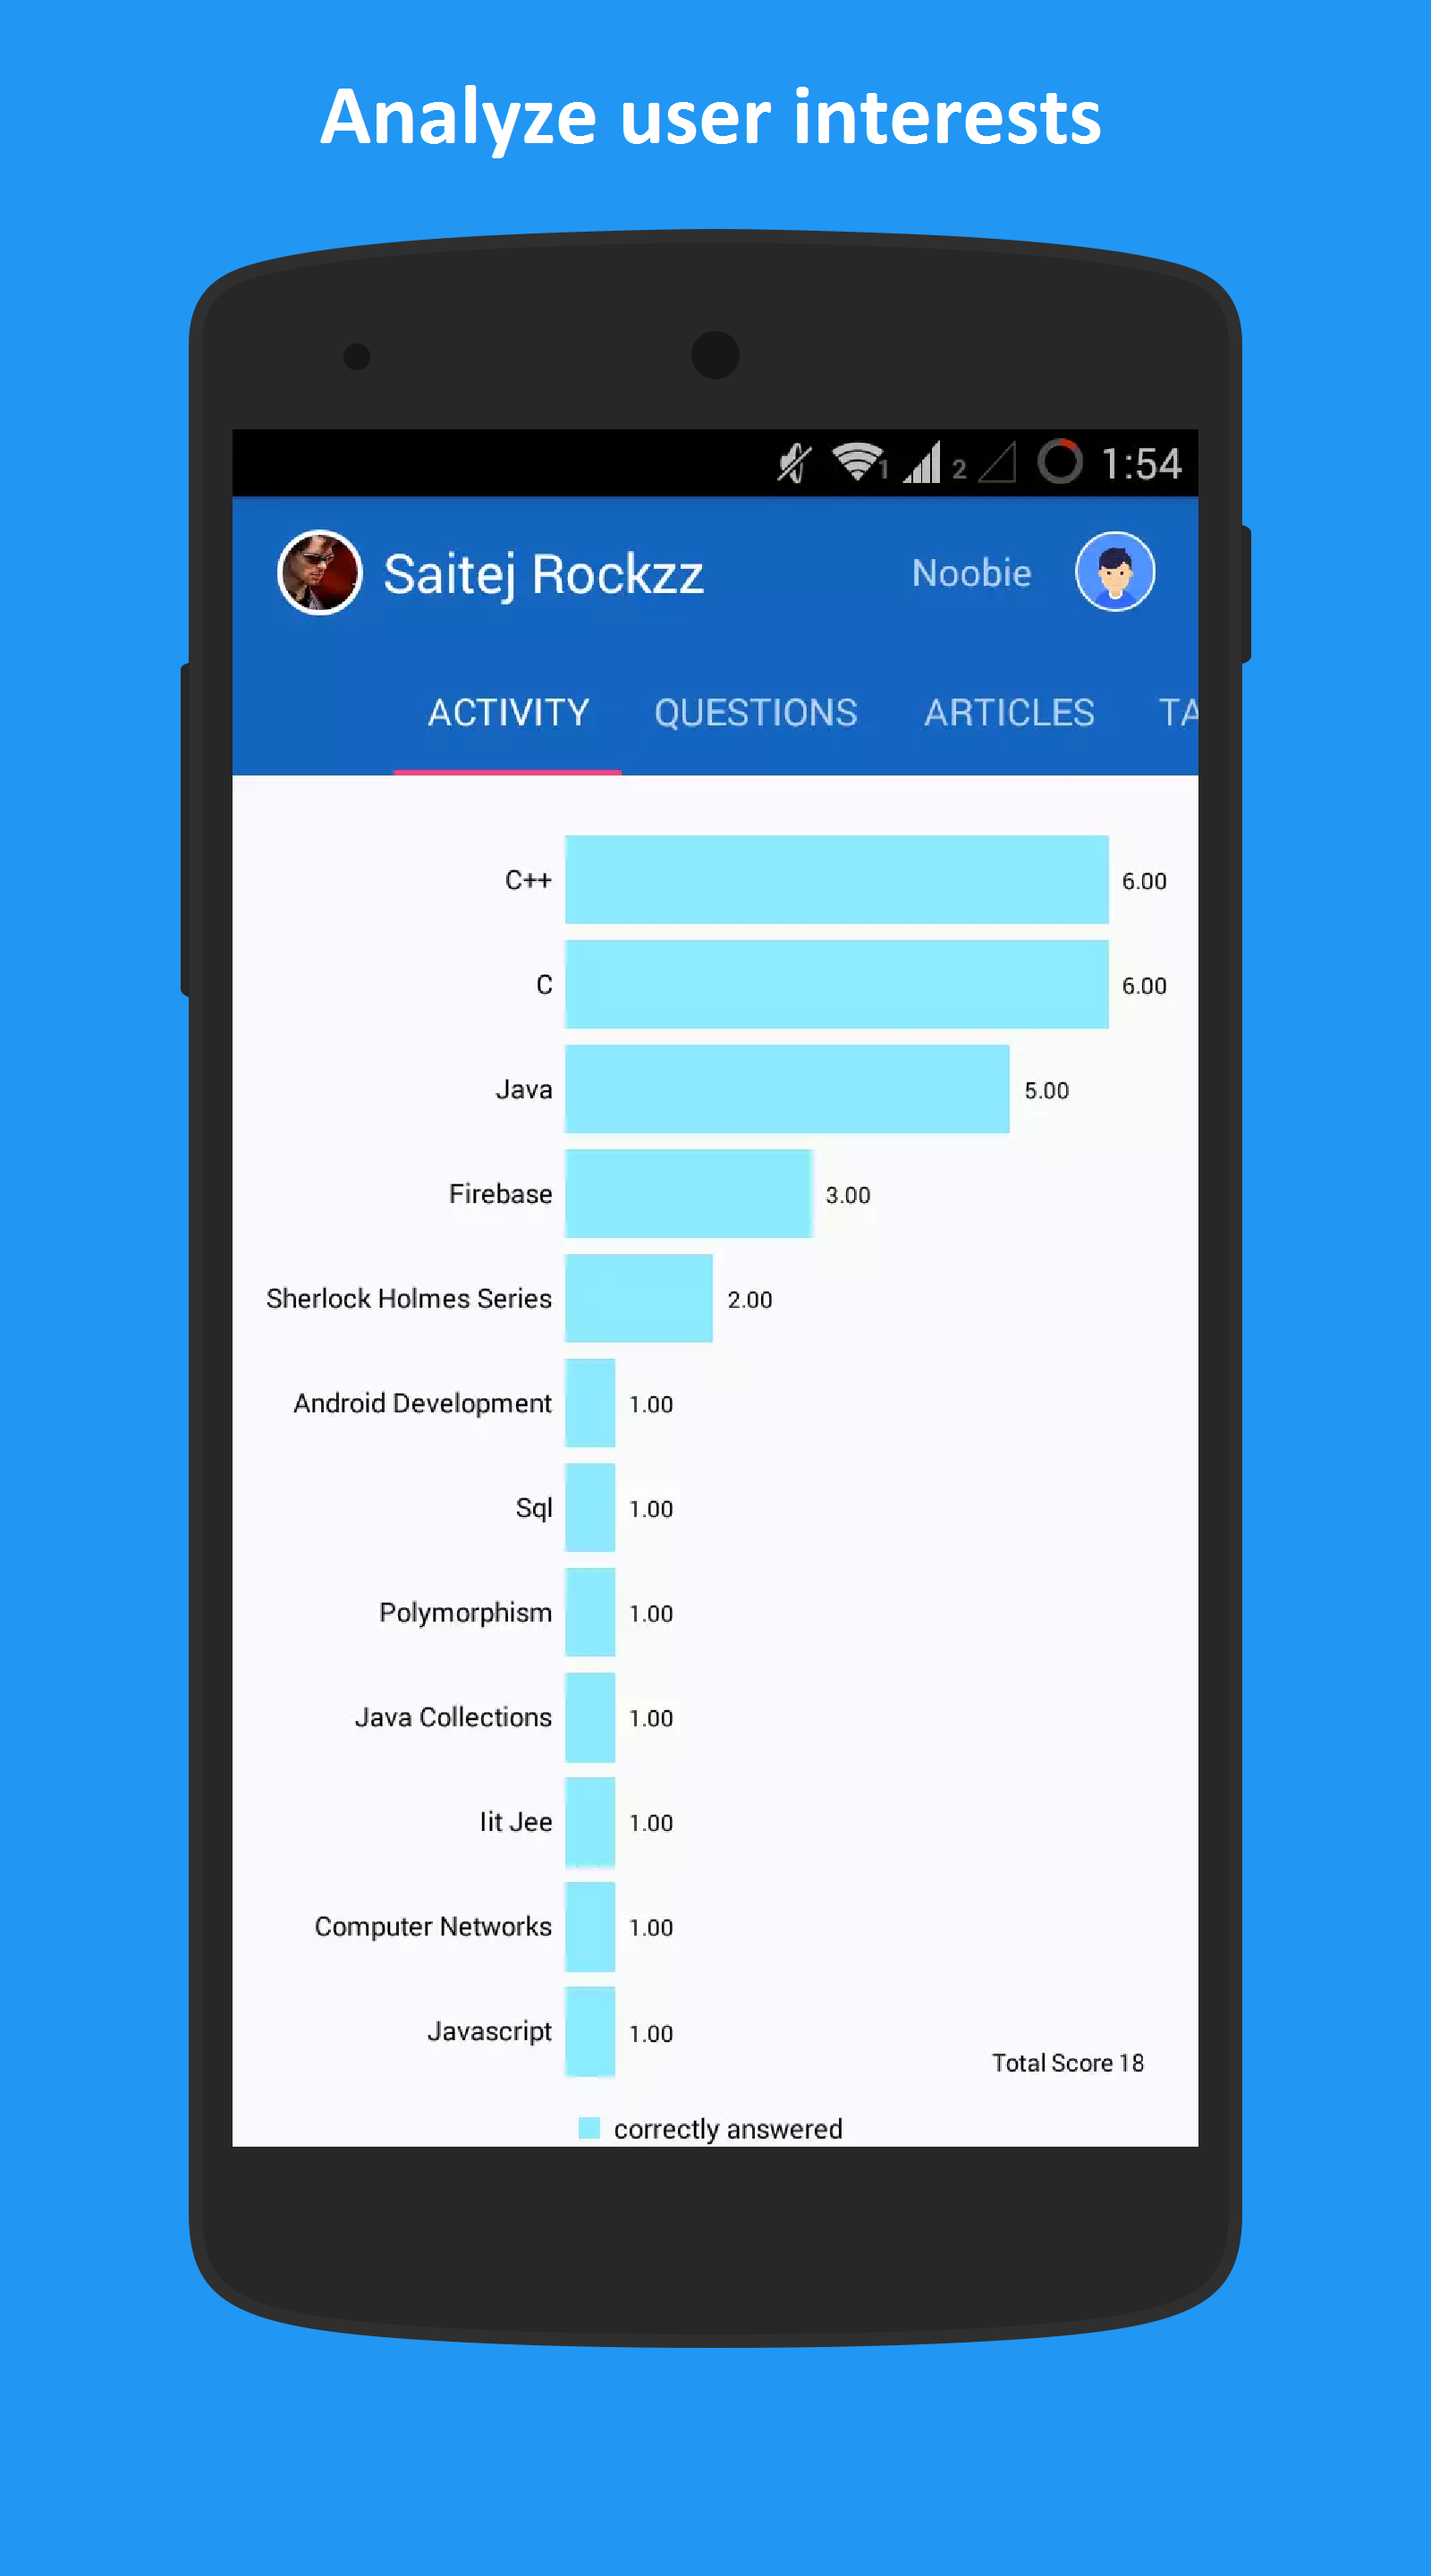 Analyze user interests
1 2 1:54
Saitej Rockzz Noobie
ACTIVITY QUESTIONS ARTICLES TA
C++ 6.00
C 6.00
Java 5.00
Firebase 3.00
Sherlock Holmes Series 2.00
Android Development 1.00
Sql 1.00
Polymorphism 1.00
Java Collections 1.00
Iit Jee 1.00
Computer Networks 1.00
Javascript 1.00
Total Score 18
correctly answered